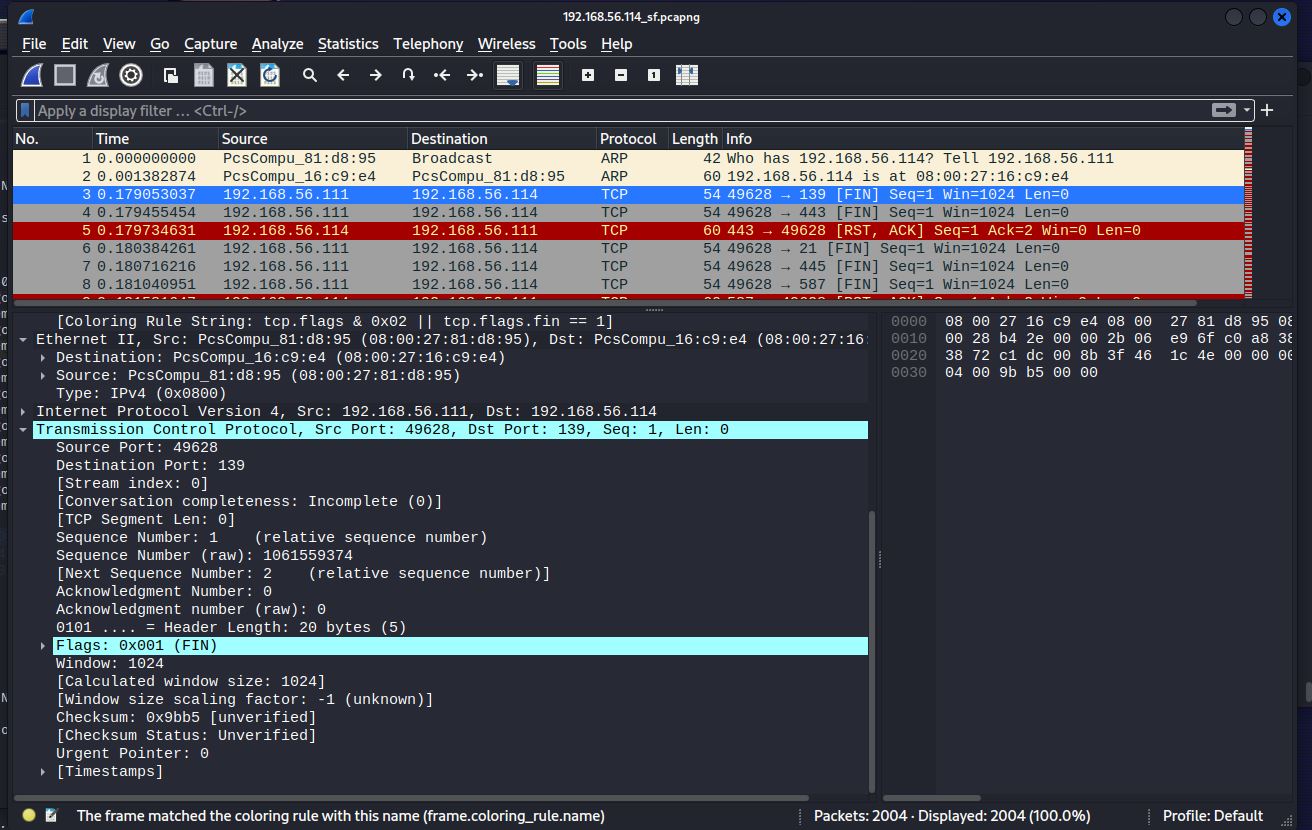 192.168.56.114_sf.pcapng
File Edit View Go Capture Analyze Statistics Telephony Wireless Tools Help
Apply a display filter … <Ctrl-/>
No. Time Source Destination Protocol Length Info
1 0.000000000 PcsCompu_81:d8:95 Broadcast ARP 42 Who has 192.168.56.114? Tell 192.168.56.111
2 0.001382874 PcsCompu_16:c9:e4 PcsCompu_81:d8:95 ARP 60 192.168.56.114 is at 08:00:27:16:c9:e4
3 0.179053037 192.168.56.111 192.168.56.114 TCP 54 49628 → 139 [FIN] Seq=1 Win=1024 Len=0
4 0.179455454 192.168.56.111 192.168.56.114 TCP 54 49628 → 443 [FIN] Seq=1 Win=1024 Len=0
5 0.179734631 192.168.56.114 192.168.56.111 TCP 60 443 → 49628 [RST, ACK] Seq=1 Ack=2 Win=0 Len=0
6 0.180384261 192.168.56.111 192.168.56.114 TCP 54 49628 → 21 [FIN] Seq=1 Win=1024 Len=0
7 0.180716216 192.168.56.111 192.168.56.114 TCP 54 49628 → 445 [FIN] Seq=1 Win=1024 Len=0
8 0.181040951 192.168.56.111 192.168.56.114 TCP 54 49628 → 587 [FIN] Seq=1 Win=1024 Len=0
[Coloring Rule String: tcp.flags & 0x02 || tcp.flags.fin == 1]
Ethernet II, Src: PcsCompu_81:d8:95 (08:00:27:81:d8:95), Dst: PcsCompu_16:c9:e4 (08:00:27:16:
Destination: PcsCompu_16:c9:e4 (08:00:27:16:c9:e4)
Source: PcsCompu_81:d8:95 (08:00:27:81:d8:95)
Type: IPv4 (0x0800)
Internet Protocol Version 4, Src: 192.168.56.111, Dst: 192.168.56.114
Transmission Control Protocol, Src Port: 49628, Dst Port: 139, Seq: 1, Len: 0
Source Port: 49628
Destination Port: 139
[Stream index: 0]
[Conversation completeness: Incomplete (0)]
[TCP Segment Len: 0]
Sequence Number: 1 (relative sequence number)
Sequence Number (raw): 1061559374
[Next Sequence Number: 2 (relative sequence number)]
Acknowledgment Number: 0
Acknowledgment number (raw): 0
0101 .... = Header Length: 20 bytes (5)
Flags: 0x001 (FIN)
Window: 1024
[Calculated window size: 1024]
[Window size scaling factor: -1 (unknown)]
Checksum: 0x9bb5 [unverified]
[Checksum Status: Unverified]
Urgent Pointer: 0
[Timestamps]
0000 08 00 27 16 c9 e4 08 00 27 81 d8 95 08
0010 00 28 b4 2e 00 00 2b 06 e9 6f c0 a8 38
0020 38 72 c1 dc 00 8b 3f 46 1c 4e 00 00 00
0030 04 00 9b b5 00 00
The frame matched the coloring rule with this name (frame.coloring_rule.name)
Packets: 2004 · Displayed: 2004 (100.0%)
Profile: Default